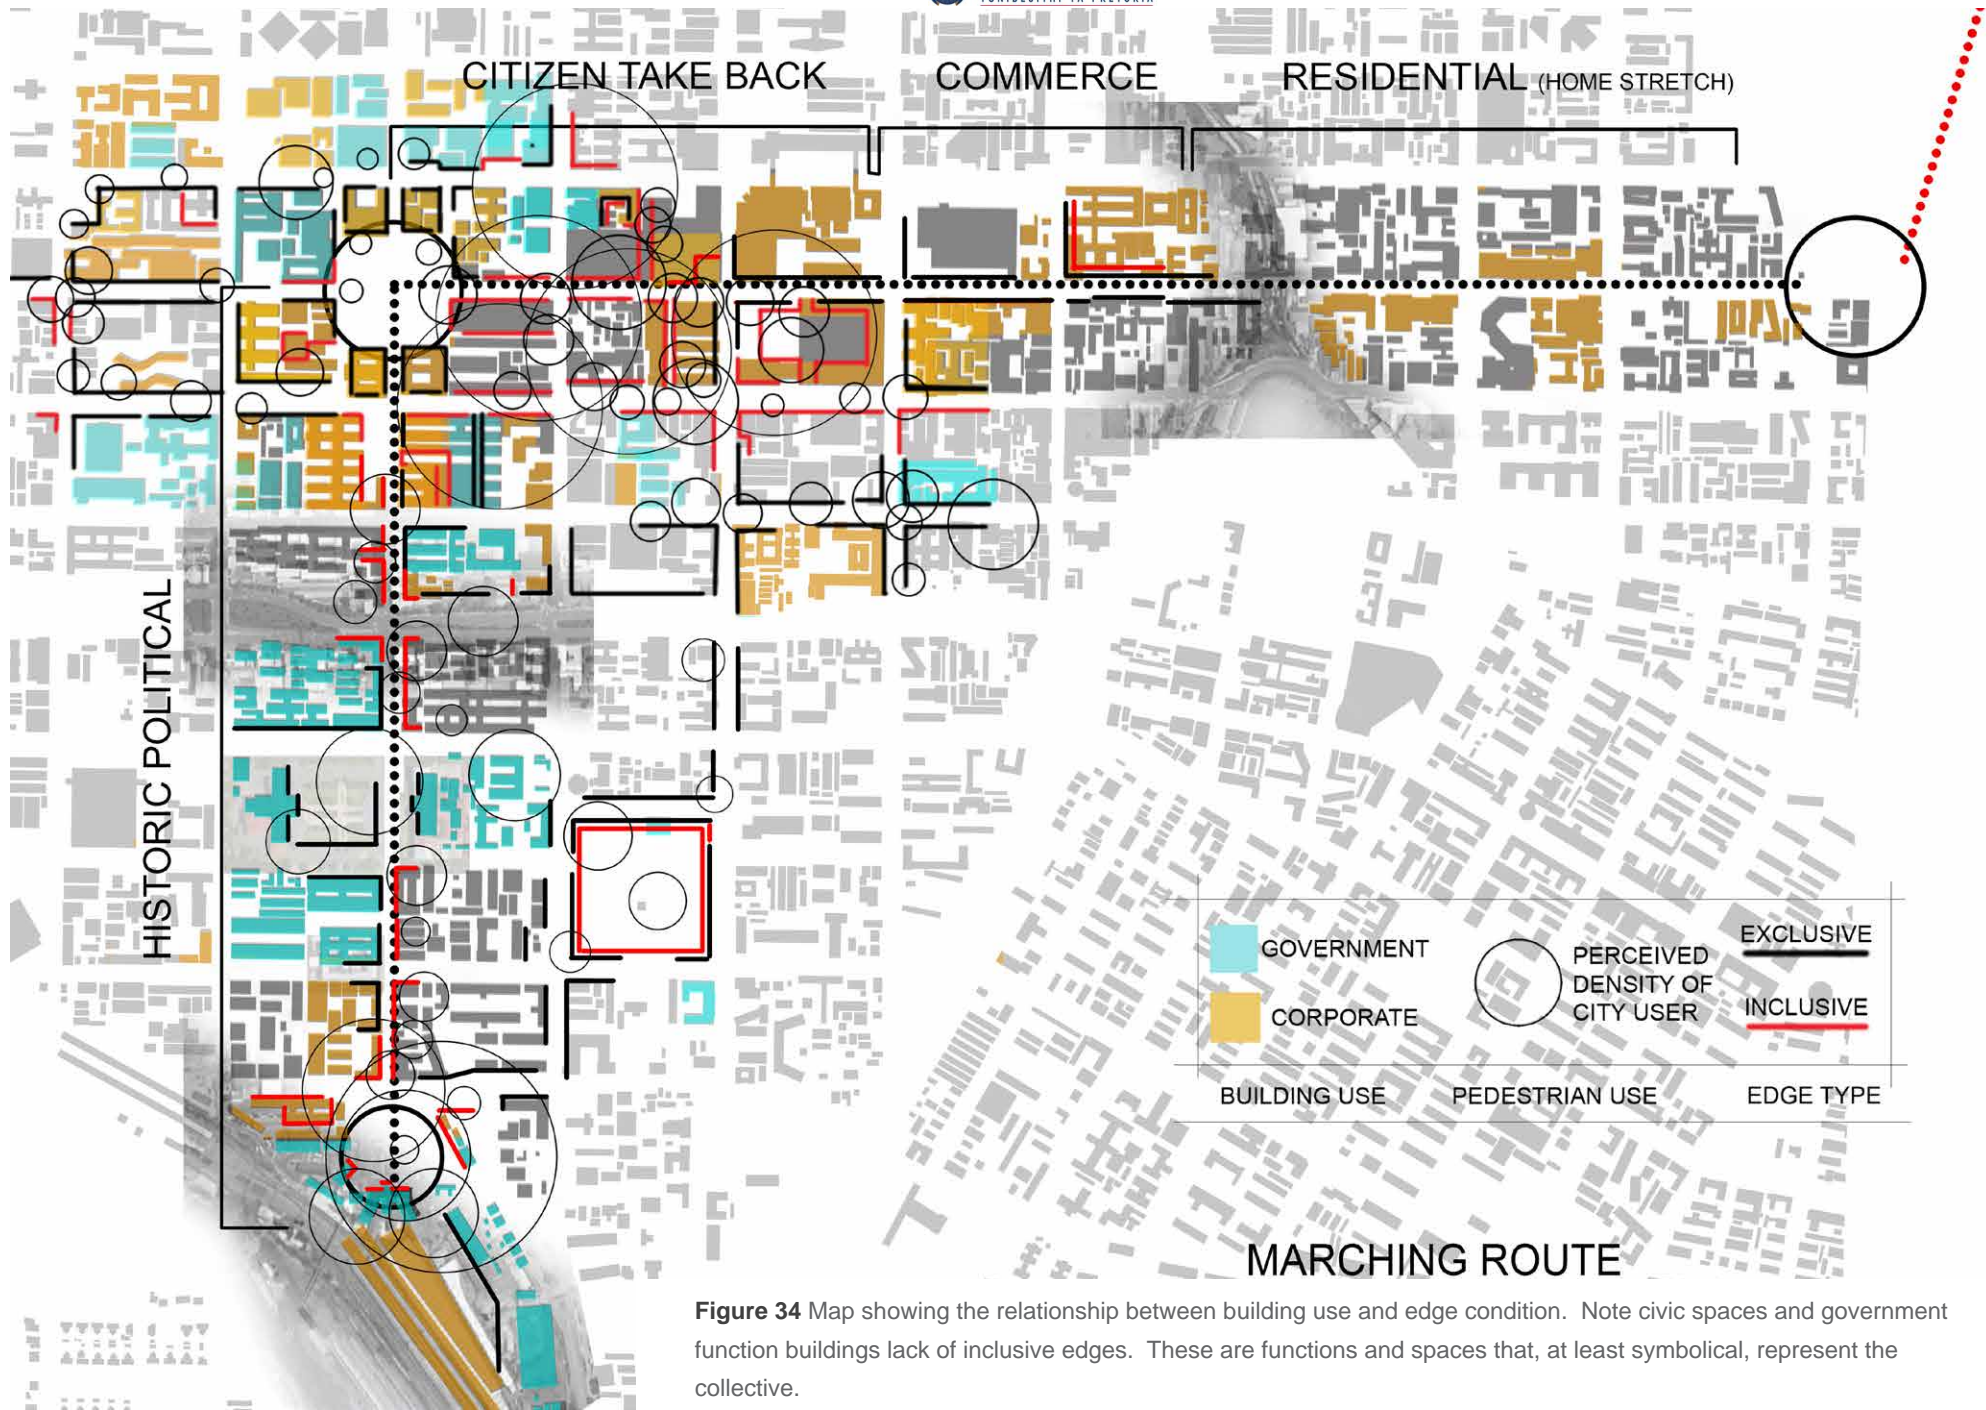 CITIZEN TAKE BACK
COMMERCE
RESIDENTIAL (HOME STRETCH)
HISTORIC POLITICAL
GOVERNMENT
CORPORATE
PERCEIVED
DENSITY OF
CITY USER
EXCLUSIVE
INCLUSIVE
BUILDING USE
PEDESTRIAN USE
EDGE TYPE
MARCHING ROUTE
Figure 34 Map showing the relationship between building use and edge condition. Note civic spaces and government
function buildings lack of inclusive edges. These are functions and spaces that, at least symbolical, represent the
collective.